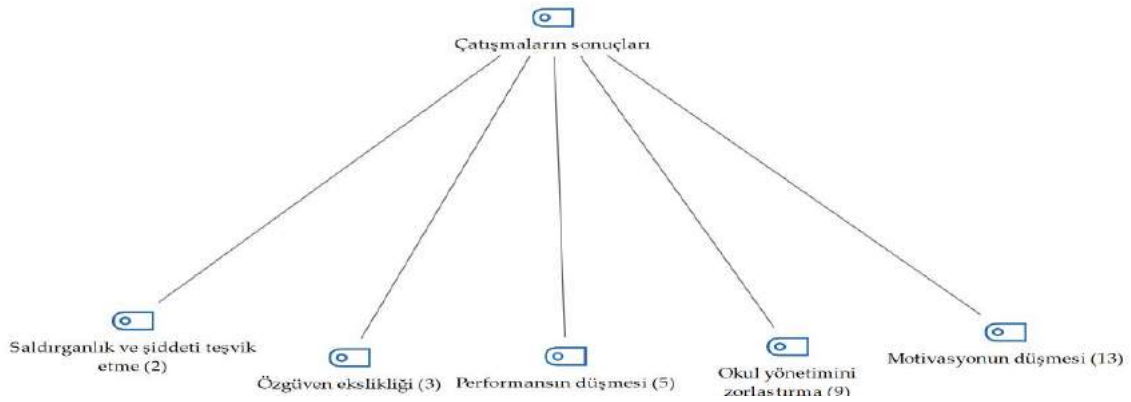 Çatışmaların sonuçları
Saldırganlık ve şiddeti teşvik
etme (2)
Özgüven ekslikliği (3)
Performansın düşmesi (5)
Okul yönetimini
zorlaştırma (9)
Motivasyonun düşmesi (13)